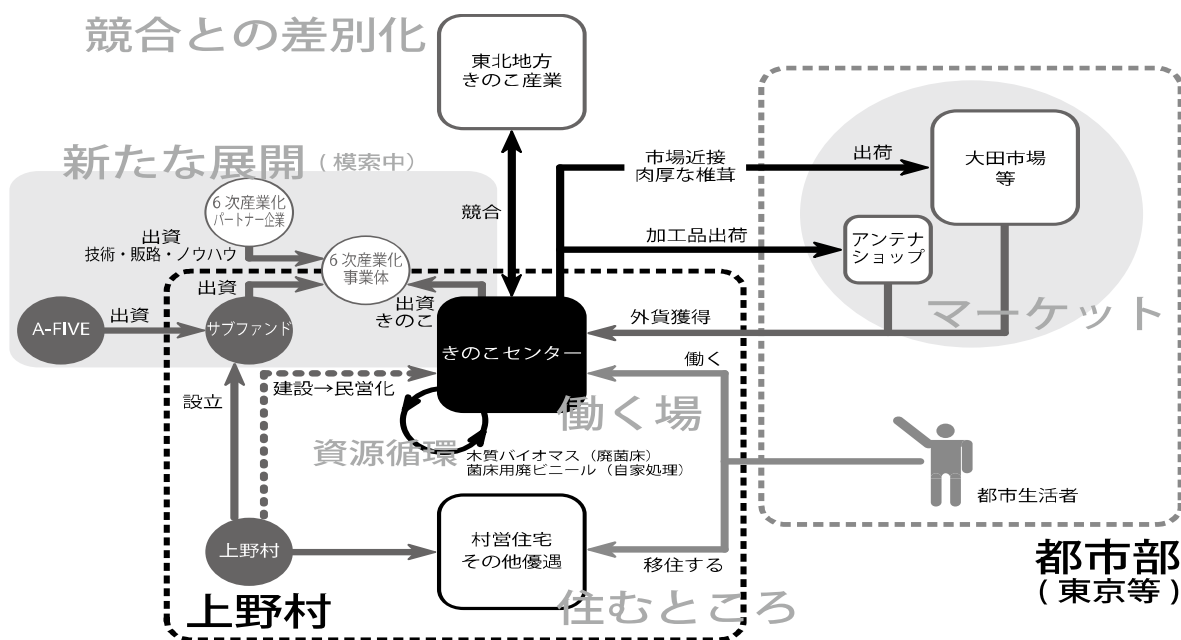 競合との差別化
東北地方
きのこ産業
新たな展開（模索中）
6次産業化
パートナー企業
出資
技術・販路・ノウハウ
6次産業化
事業体
出資
出資
きのこ
A-FIVE
出資
サブファンド
競合
市場近接
肉厚な椎茸
出荷
大田市場
等
加工品出荷
アンテナ
ショップ
マーケット
外貨獲得
きのこセンター
働く
働く場
建設→民営化
設立
資源循環
木質バイオマス（廃菌床）
菌床用廃ビニール（自家処理）
都市生活者
上野村
村営住宅
その他優遇
移住する
住むところ
上野村
都市部
（東京等）